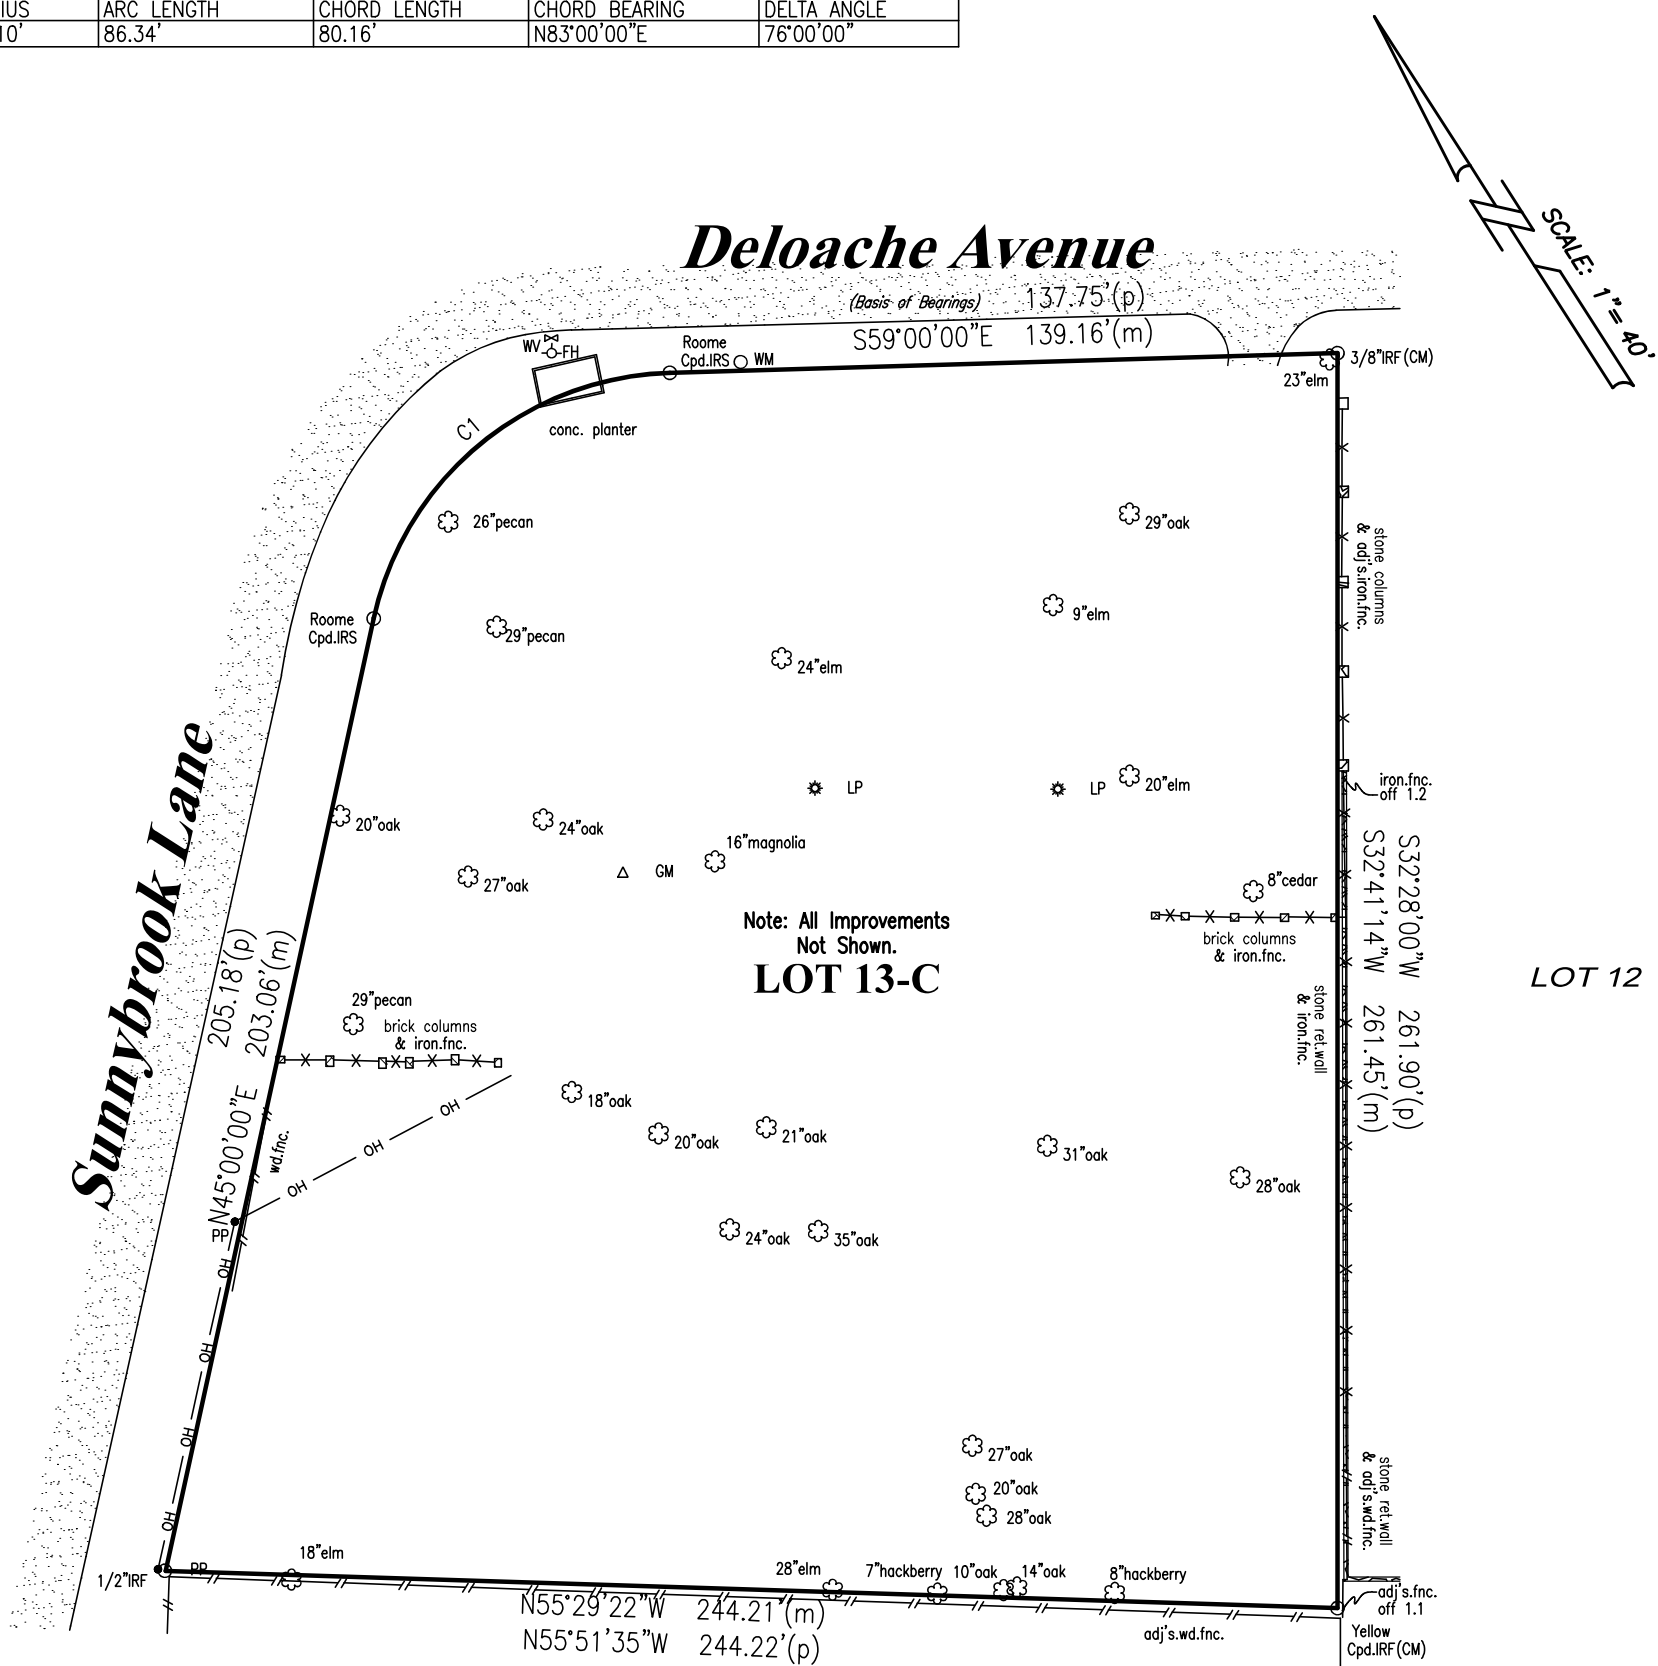 IUS ARC LENGTH CHORD LENGTH CHORD BEARING DELTA ANGLE
10' 86.34' 80.16' N83°00'00"E 76°00'00"
SCALE: 1"= 40'
Deloache Avenue
(Basis of Bearings) 137.75'(p)
S59°00'00"E 139.16'(m)
WV
FH
Roome
Cpd.IRS
WM
3/8"IRF(CM)
23"elm
C1
conc. planter
26"pecan
29"oak
stone columns
& adj's.iron.fnc.
Roome
Cpd.IRS
29"pecan
9"elm
24"elm
Sunnybrook Lane
LP
LP
20"elm
iron.fnc.
off 1.2
20"oak
24"oak
16"magnolia
GM
27"oak
8"cedar
S32°28'00"W 261.90'(p)
S32°41'14"W 261.45'(m)
Note: All Improvements
Not Shown.
LOT 13-C
brick columns
& iron.fnc.
LOT 12
205.18'(p)
N45°00'00"E 203.06'(m)
29"pecan
brick columns
& iron.fnc.
stone ret.wall
& iron.fnc.
18"oak
OH
OH
OH
wd.fnc.
20"oak
21"oak
31"oak
28"oak
PP
24"oak
35"oak
OH
OH
OH
OH
27"oak
20"oak
28"oak
stone ret.wall
& adj's.wd.fnc.
1/2"IRF
PP
18"elm
28"elm
7"hackberry
10"oak
14"oak
8"hackberry
adj's.fnc.
off 1.1
N55°29'22"W 244.21'(m)
N55°51'35"W 244.22'(p)
adj's.wd.fnc.
Yellow
Cpd.IRF(CM)